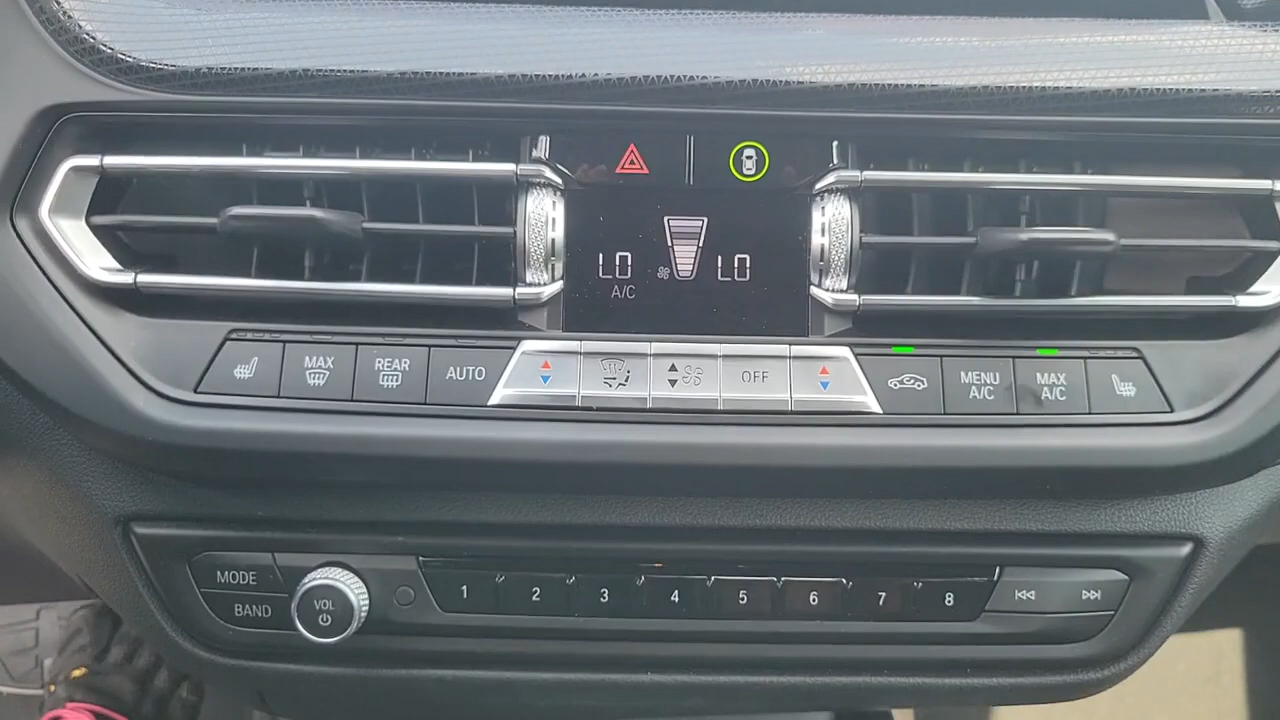 LO
A/C
LO
MAX
REAR
AUTO
OFF
MENU
A/C
MAX
A/C
MODE
BAND
VOL
1
2
3
4
5
6
7
8